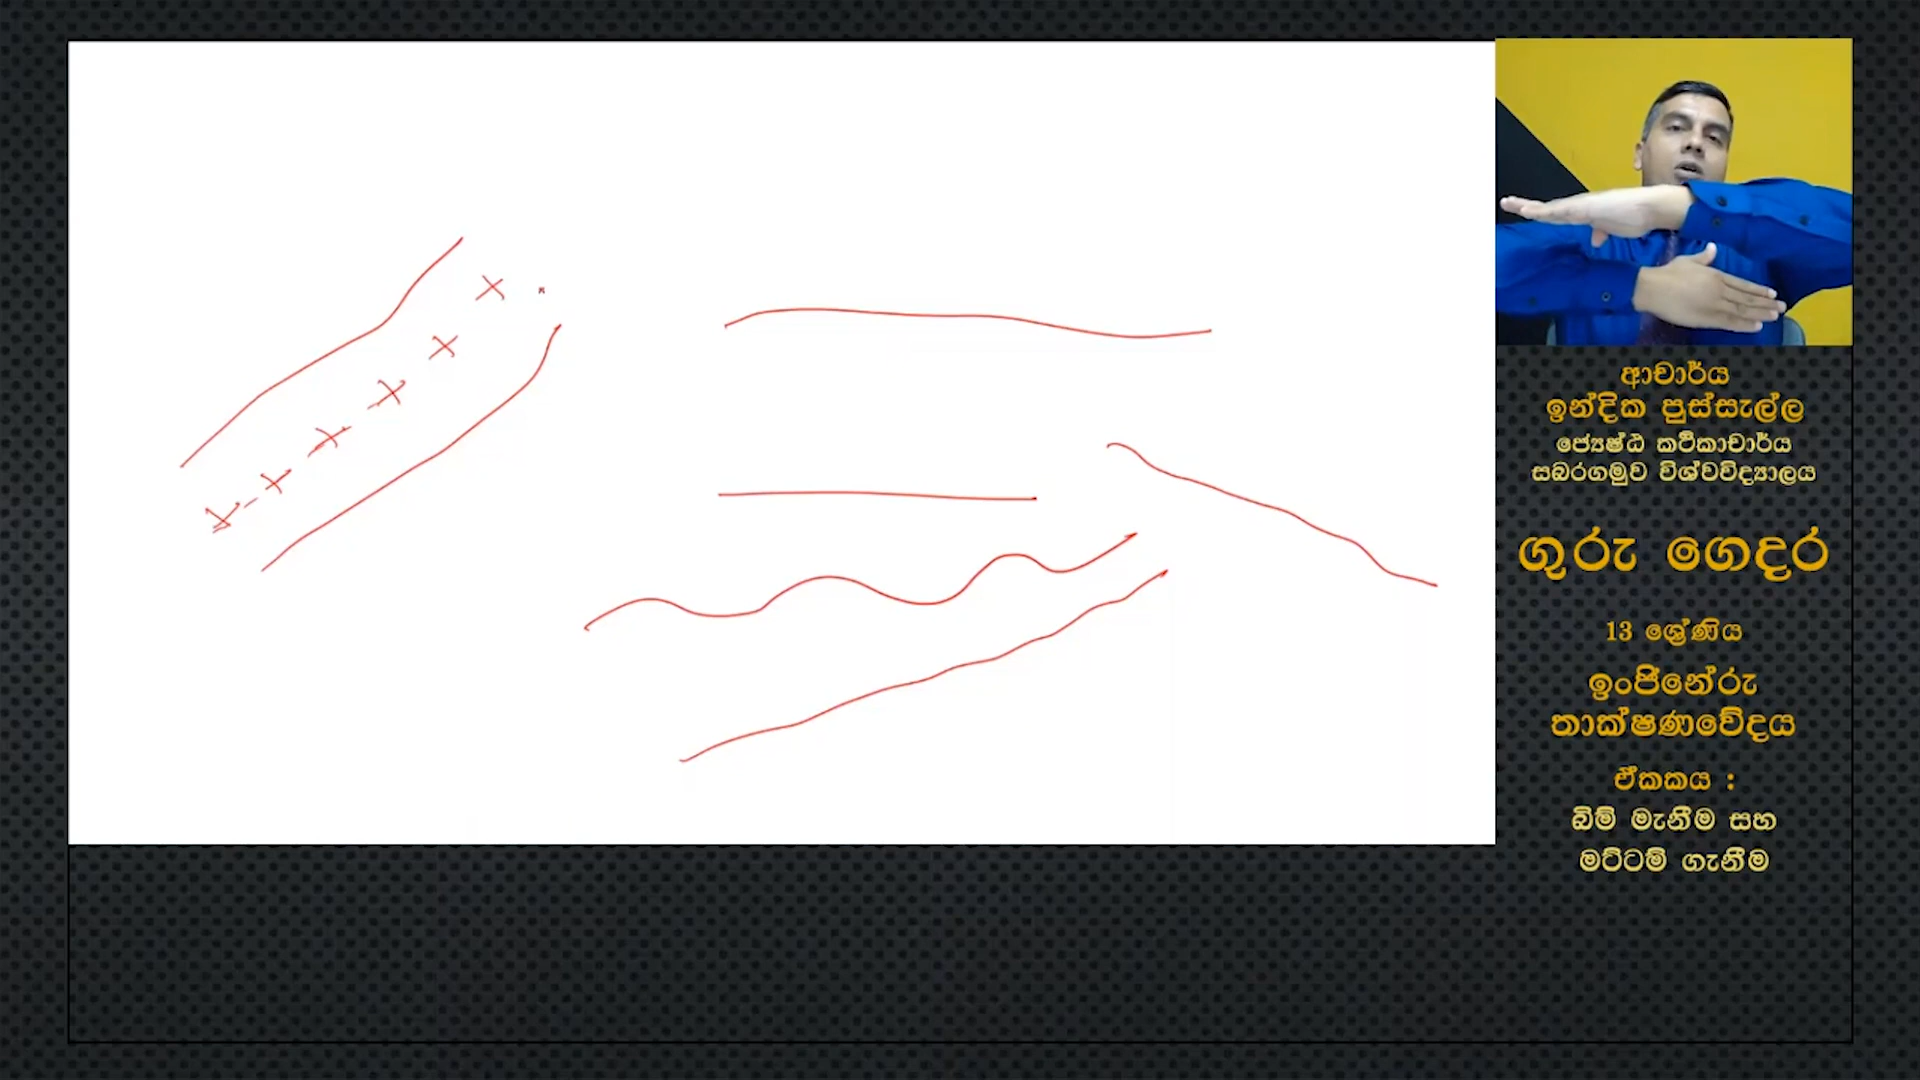 ආචාර්ය
ඉන්දික පුස්සැල්ල
ජ්‍යෙෂ්ඨ කථිකාචාර්ය
සබරගමුව විශ්වවිද්‍යාලය
ගුරු ගෙදර
13 ශ්‍රේණිය
ඉංජිනේරු
තාක්ෂණවේදය
ඒකකය :
බිම් මැනීම සහ
මට්ටම් ගැනීම